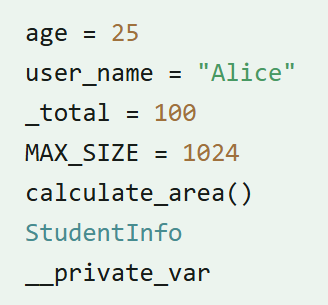 age = 25
user_name = "Alice"
_total = 100
MAX_SIZE = 1024
calculate_area()
StudentInfo
__private_var